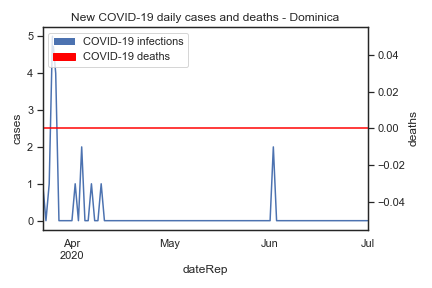 New COVID-19 daily cases and deaths - Dominica
COVID-19 infections
COVID-19 deaths
5
4
3
2
1
0
cases
0.04
0.02
0.00
−0.02
−0.04
deaths
Apr
2020
May
Jun
Jul
dateRep